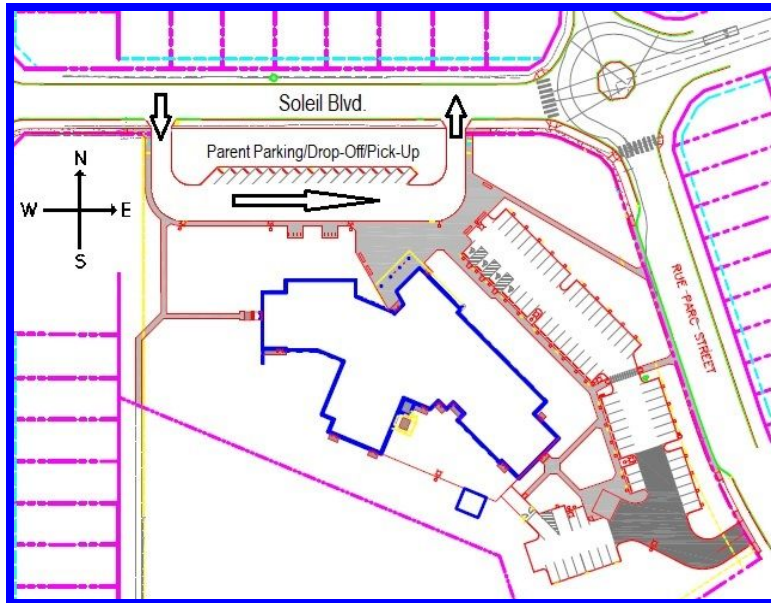 Soleil Blvd.
Parent Parking/Drop-Off/Pick-Up
N
W
E
S
RUE PARC STREET